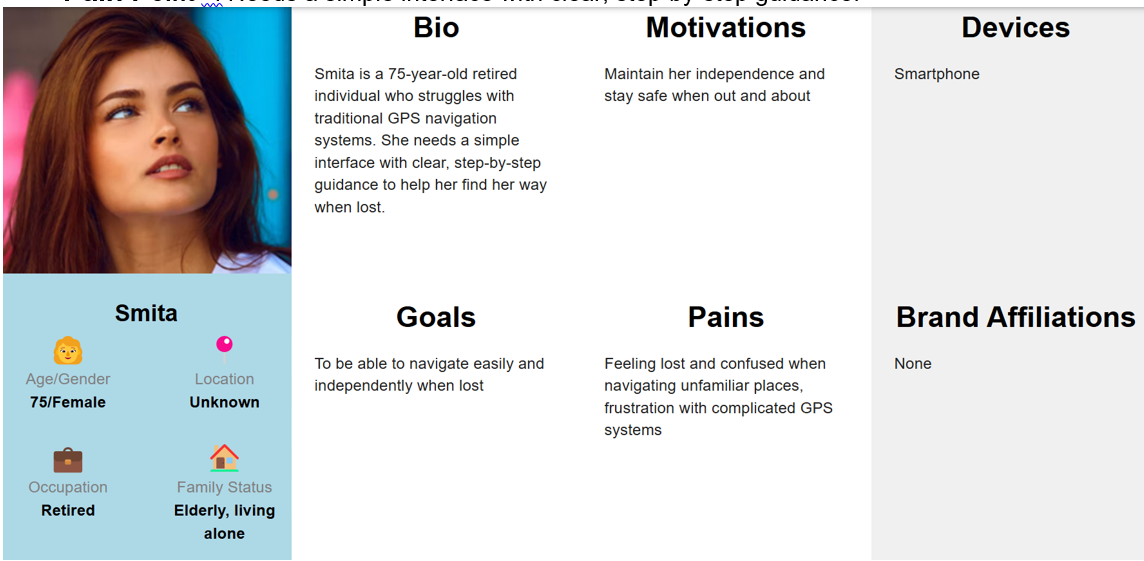 Pain Point :: Needs a simple interface with clear, step-by-step guidance.
Bio
Smita is a 75-year-old retired
individual who struggles with
traditional GPS navigation
systems. She needs a simple
interface with clear, step-by-step
guidance to help her find her way
when lost.
Motivations
Maintain her independence and
stay safe when out and about
Devices
Smartphone
Smita
Age/Gender
75/Female
Location
Unknown
Occupation
Retired
Family Status
Elderly, living
alone
Goals
To be able to navigate easily and
independently when lost
Pains
Feeling lost and confused when
navigating unfamiliar places,
frustration with complicated GPS
systems
Brand Affiliations
None